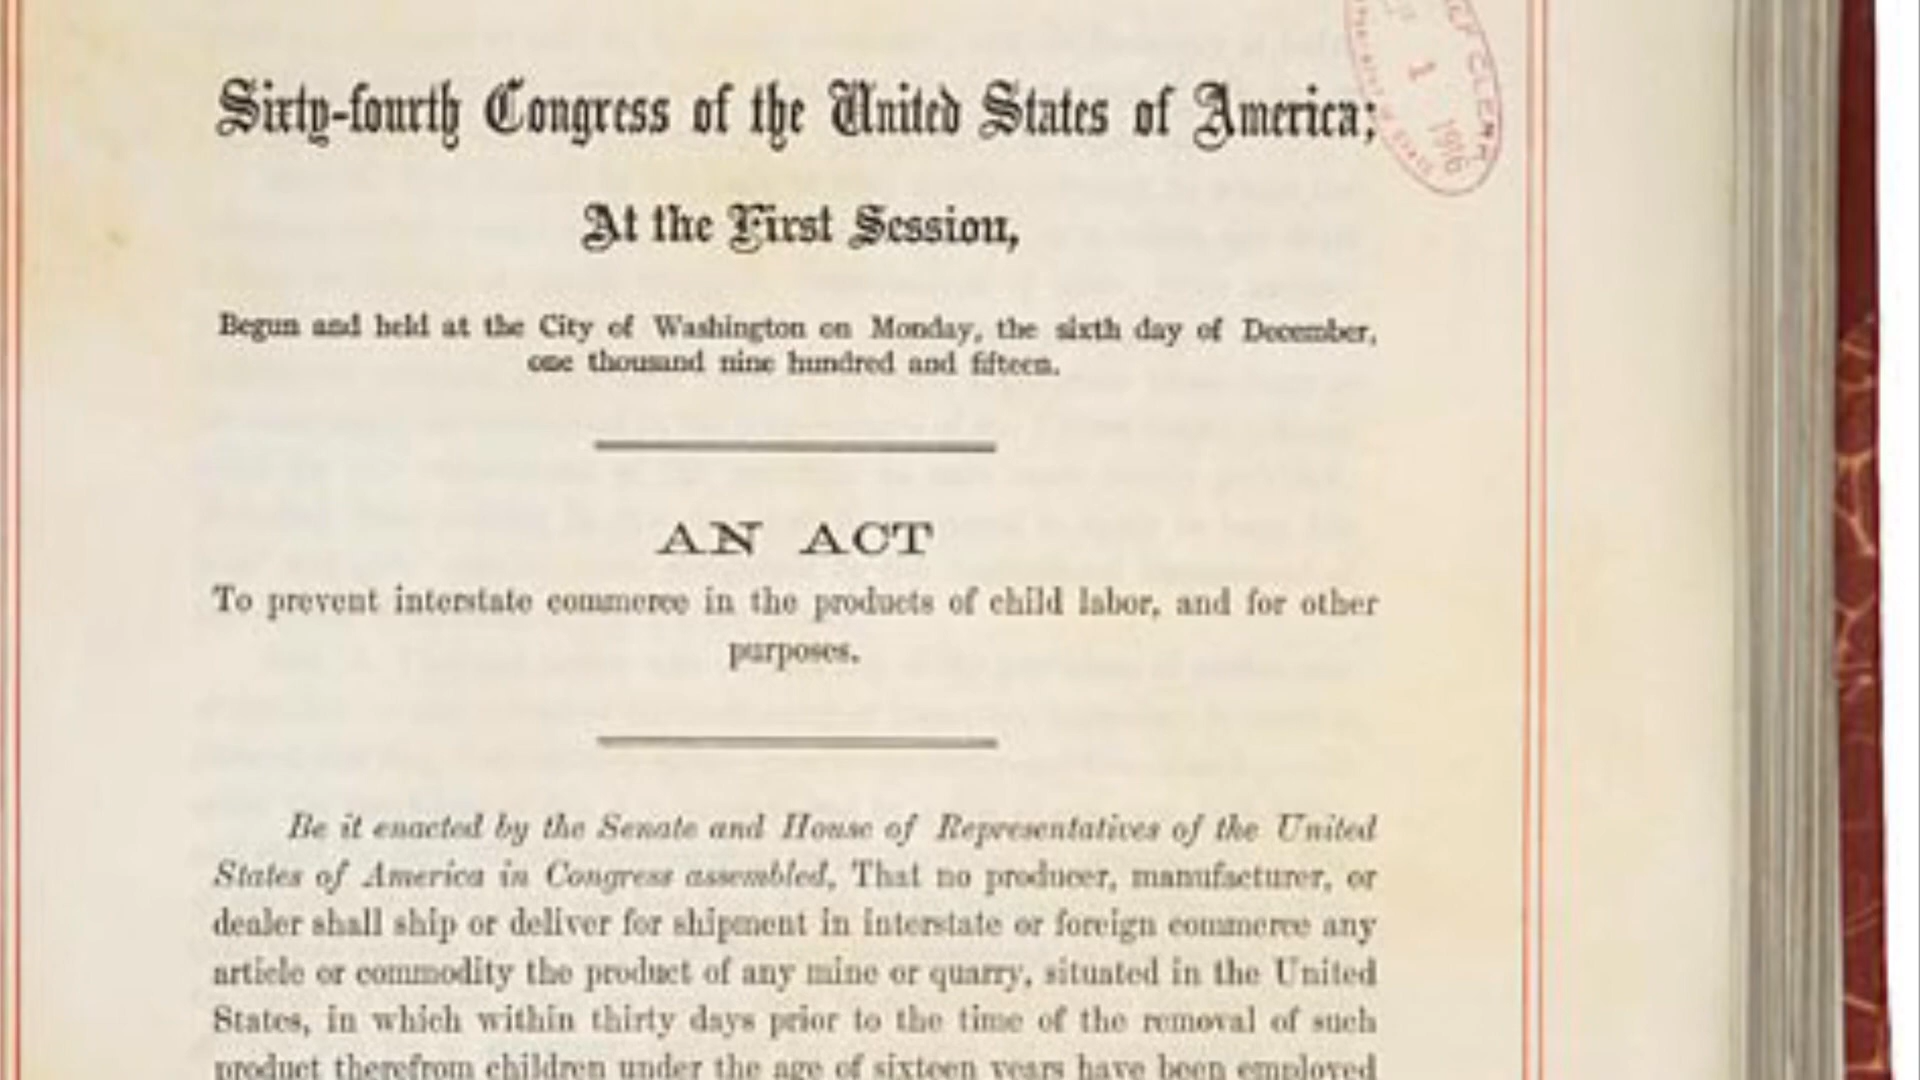 Sixty-fourth Congress of the United States of America;
At the First Session,
Begun and held at the City of Washington on Monday, the sixth day of December,
one thousand nine hundred and fifteen.
AN ACT
To prevent interstate commerce in the products of child labor, and for other
purposes.
Be it enacted by the Senate and House of Representatives of the United
States of America in Congress assembled, That no producer, manufacturer, or
dealer shall ship or deliver for shipment in interstate or foreign commerce any
article or commodity the product of any mine or quarry, situated in the United
States, in which within thirty days prior to the time of the removal of such
product therefrom children under the age of sixteen years have been employed
1
1916